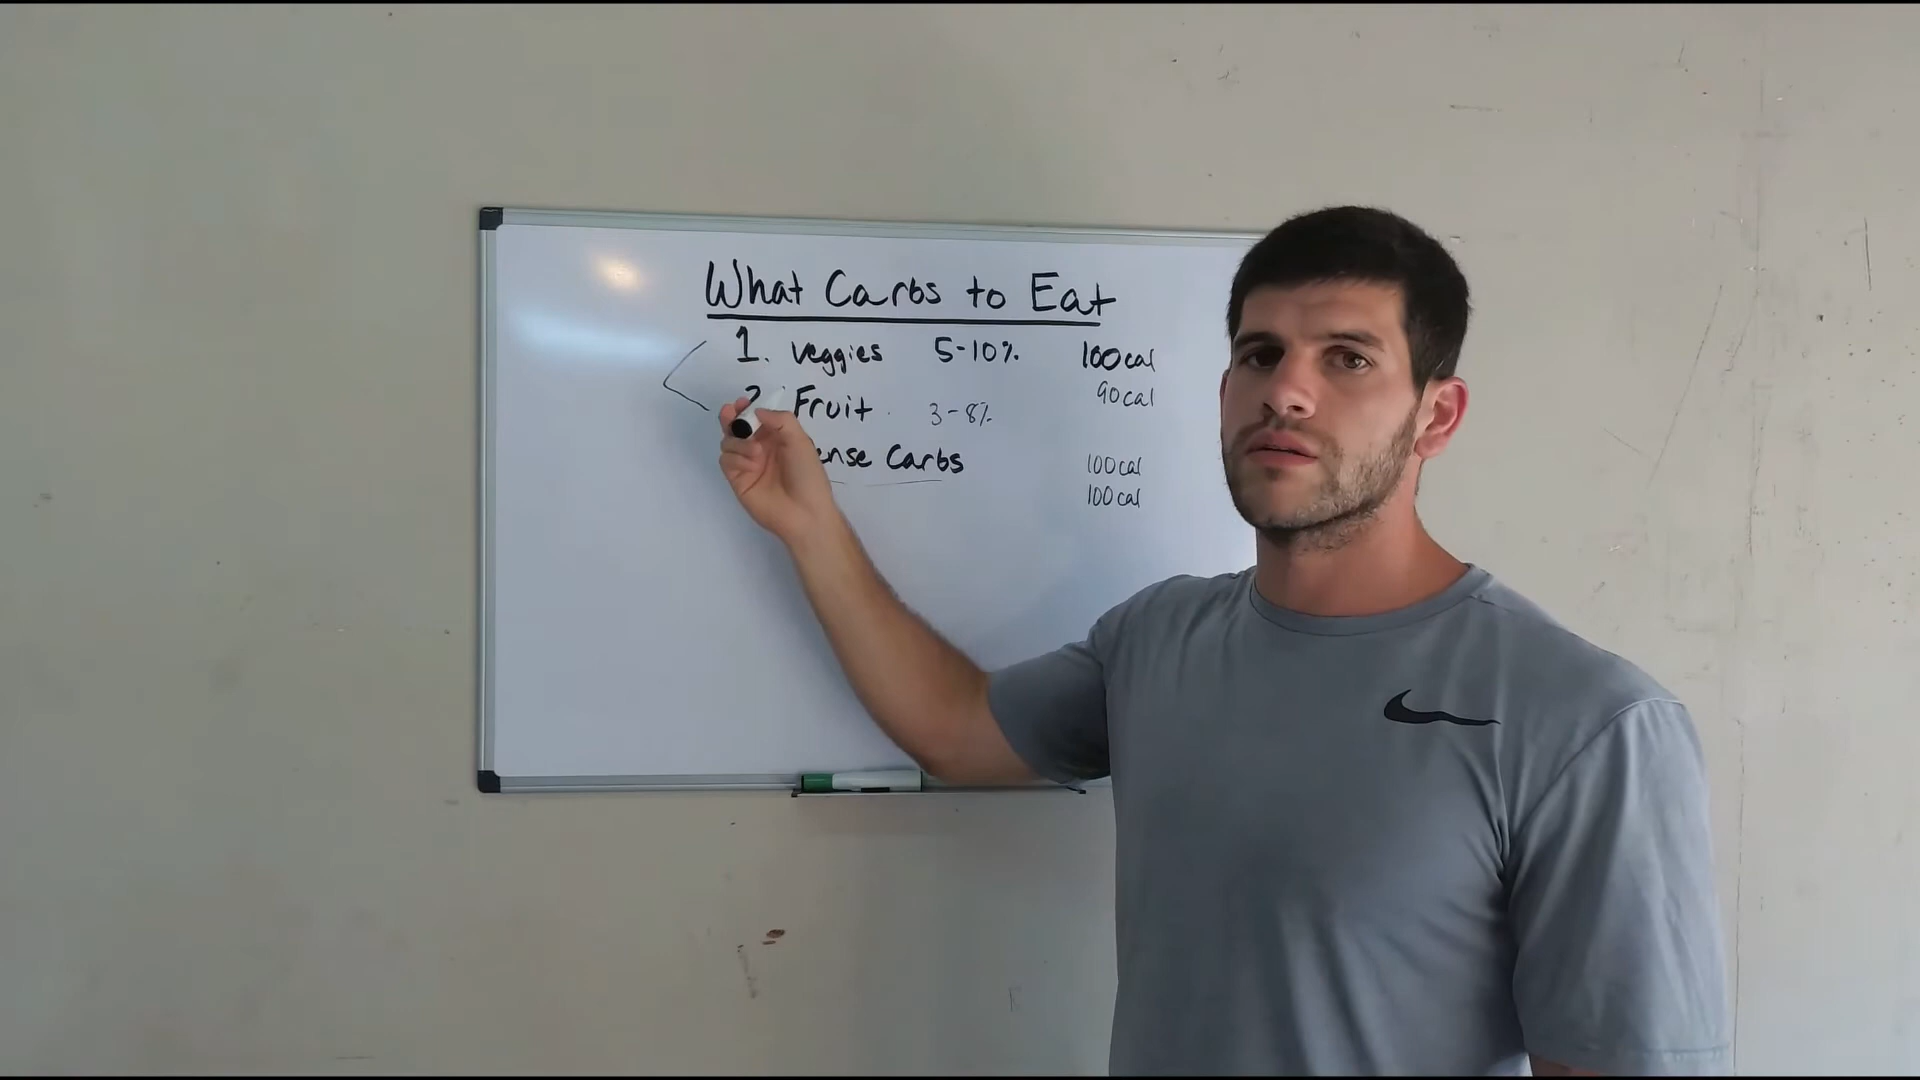 What Carbs to Eat
1. Veggies 5-10% 100cal
90cal
2 Fruit 3-8%
ense Carbs 100cal
100cal